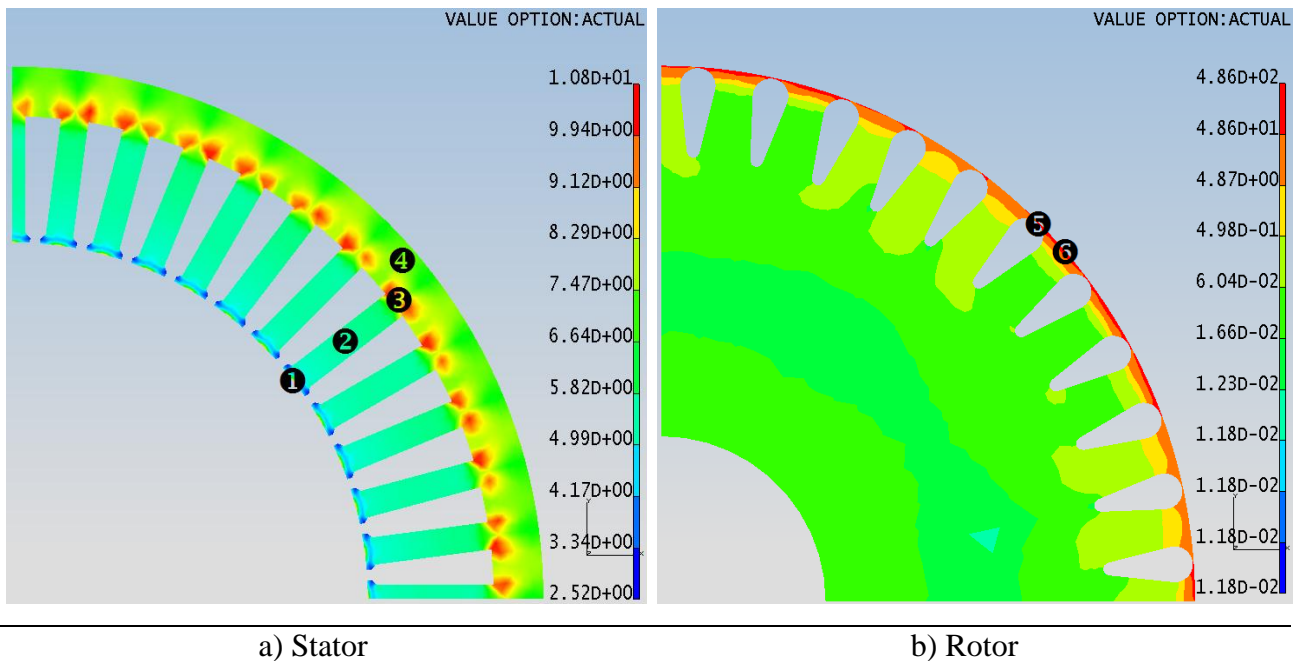 VALUE OPTION:ACTUAL
1.08D+01
9.94D+00
9.12D+00
8.29D+00
7.47D+00
6.64D+00
5.82D+00
4.99D+00
4.17D+00
3.34D+00
2.52D+00
Y
Z
X
4
3
2
1
a) Stator
VALUE OPTION:ACTUAL
4.86D+02
4.86D+01
4.87D+00
4.98D-01
6.04D-02
1.66D-02
1.23D-02
1.18D-02
1.18D-02
1.18D-02
1.18D-02
Y
Z
X
5
6
b) Rotor